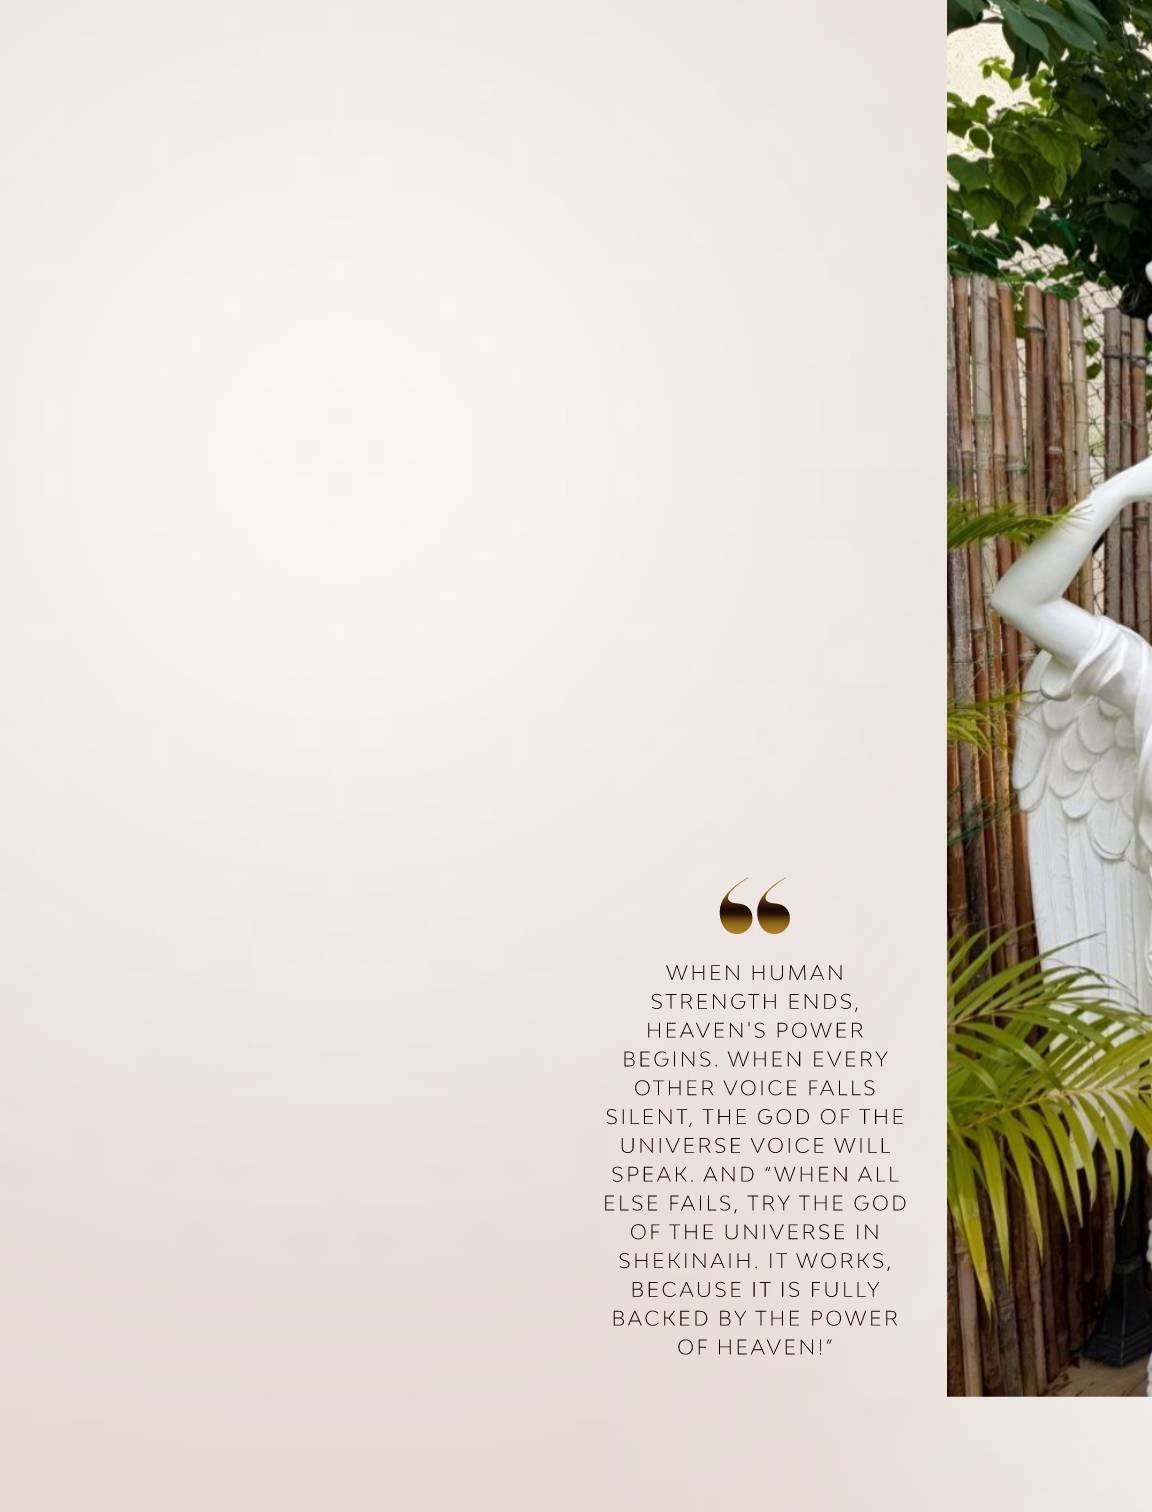 “
WHEN HUMAN
STRENGTH ENDS,
HEAVEN'S POWER
BEGINS. WHEN EVERY
OTHER VOICE FALLS
SILENT, THE GOD OF THE
UNIVERSE VOICE WILL
SPEAK. AND “WHEN ALL
ELSE FAILS, TRY THE GOD
OF THE UNIVERSE IN
SHEKINAIH. IT WORKS,
BECAUSE IT IS FULLY
BACKED BY THE POWER
OF HEAVEN!”